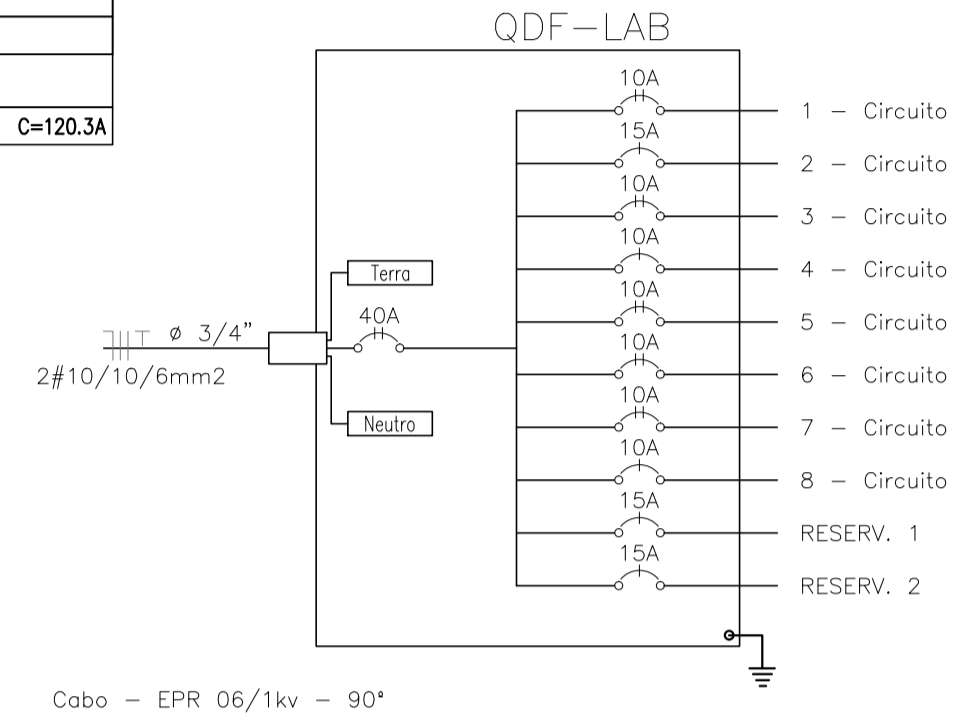 QDF-LAB
C=120.3A
10A
1 - Circuito
15A
2 - Circuito
10A
3 - Circuito
10A
4 - Circuito
10A
5 - Circuito
10A
6 - Circuito
10A
7 - Circuito
10A
8 - Circuito
15A
RESERV. 1
15A
RESERV. 2
Terra
40A
ø 3/4"
2#10/10/6mm2
Neutro
Cabo - EPR 06/1kv - 90°